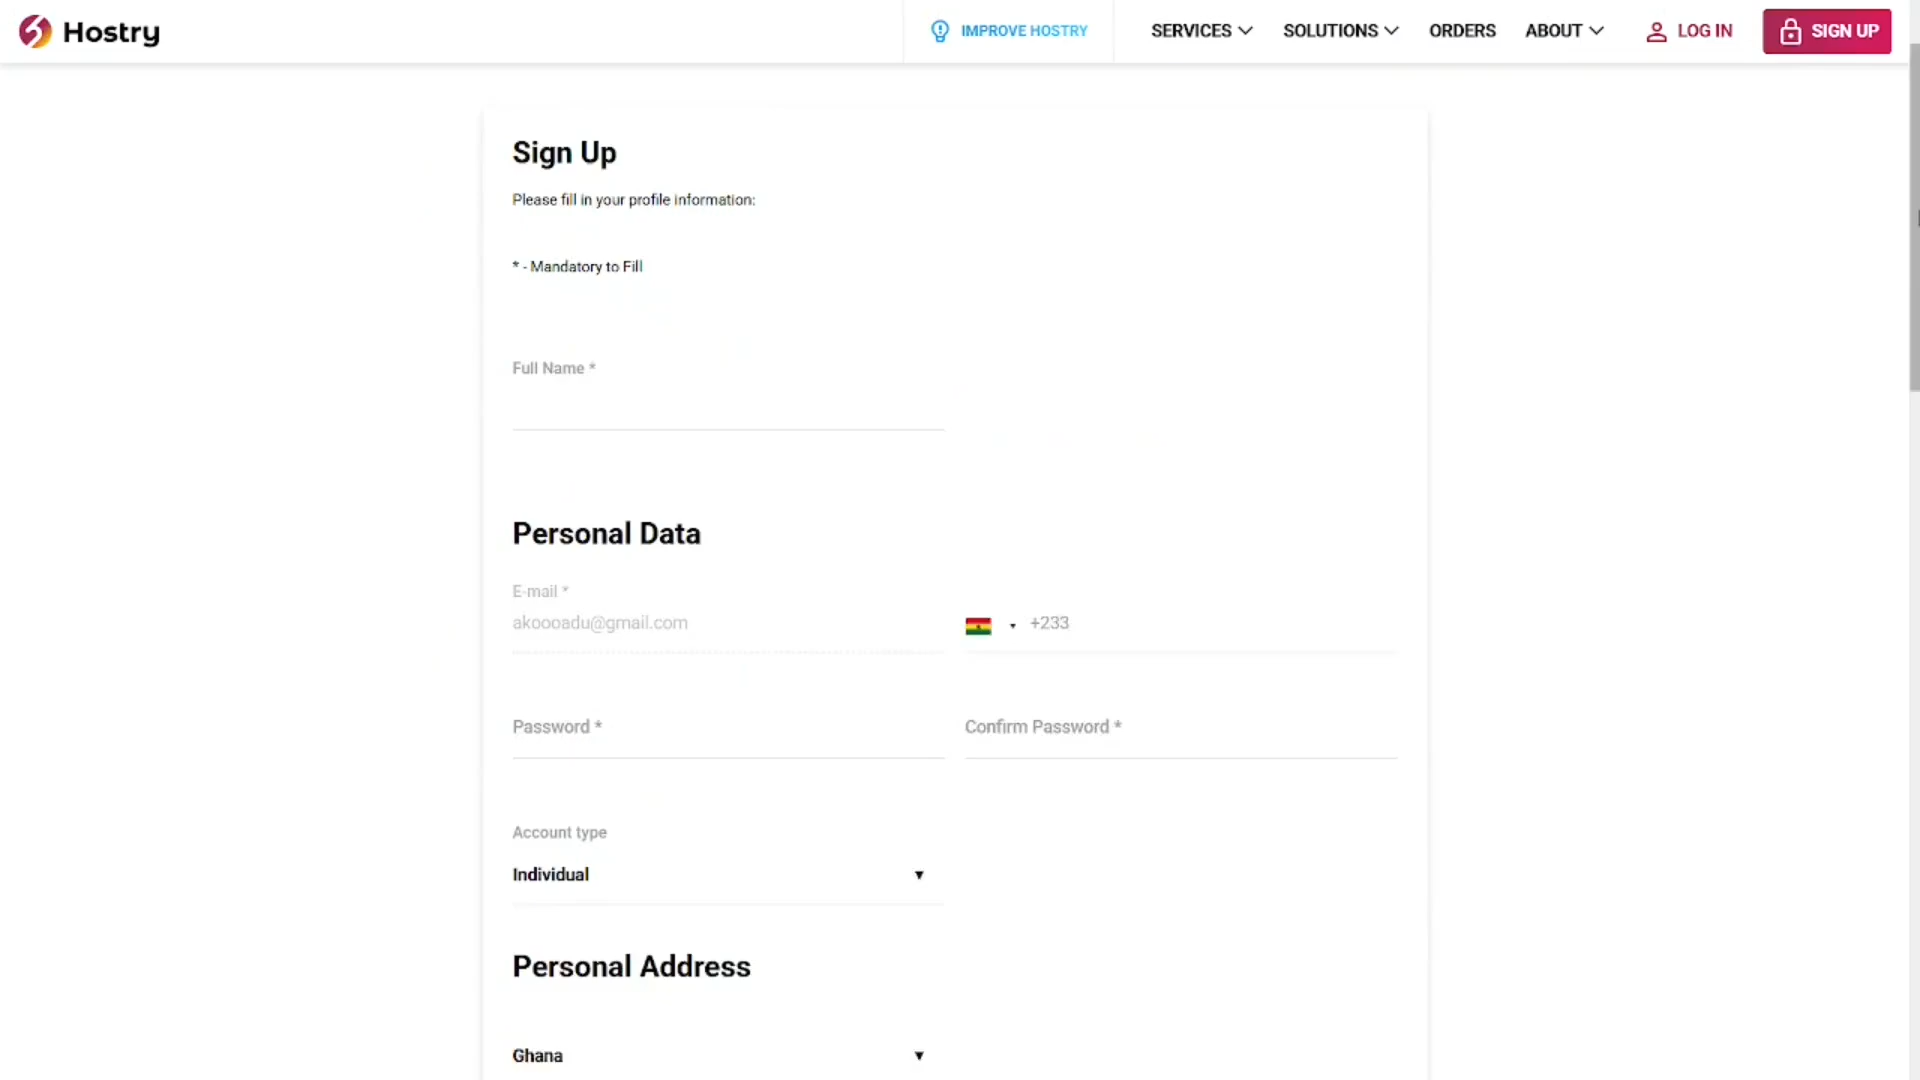 Hostry
IMPROVE HOSTRY
SERVICES
SOLUTIONS
ORDERS
ABOUT
LOG IN
SIGN UP
Sign Up
Please fill in your profile information:
* - Mandatory to Fill
Full Name *
Personal Data
E-mail *
akoooadu@gmail.com
+233
Password *
Confirm Password *
Account type
Individual
Personal Address
Ghana